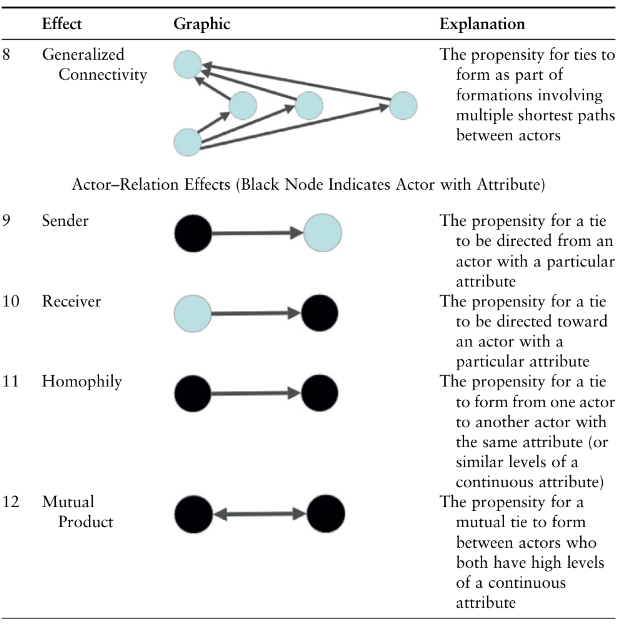 Effect Graphic Explanation
8 Generalized Connectivity The propensity for ties to
form as part of
formations involving
multiple shortest paths
between actors
Actor–Relation Effects (Black Node Indicates Actor with Attribute)
9 Sender The propensity for a tie
to be directed from an
actor with a particular
attribute
10 Receiver The propensity for a tie
to be directed toward
an actor with a
particular attribute
11 Homophily The propensity for a tie
to form from one actor
to another actor with
the same attribute (or
similar levels of a
continuous attribute)
12 Mutual Product The propensity for a
mutual tie to form
between actors who
both have high levels
of a continuous
attribute